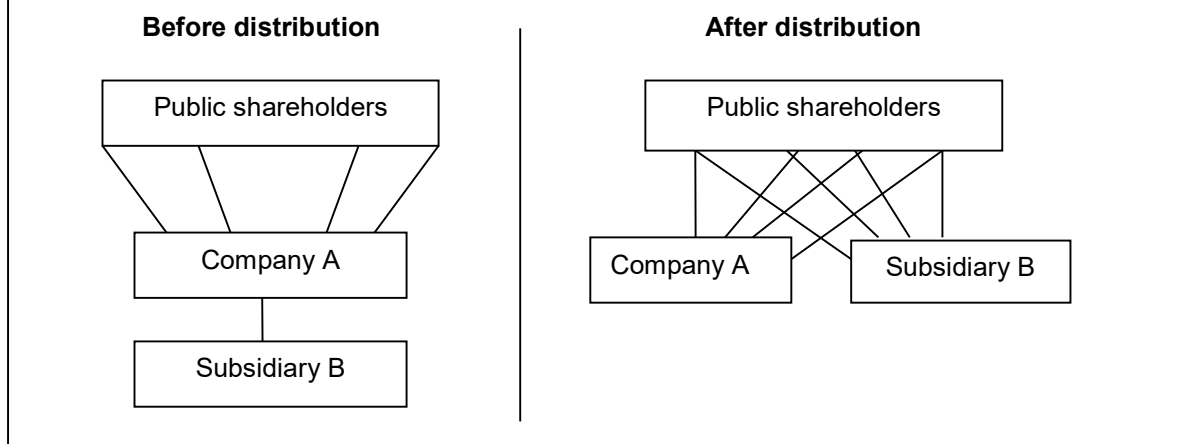 Before distribution
Public shareholders
Company A
Subsidiary B
After distribution
Public shareholders
Company A
Subsidiary B